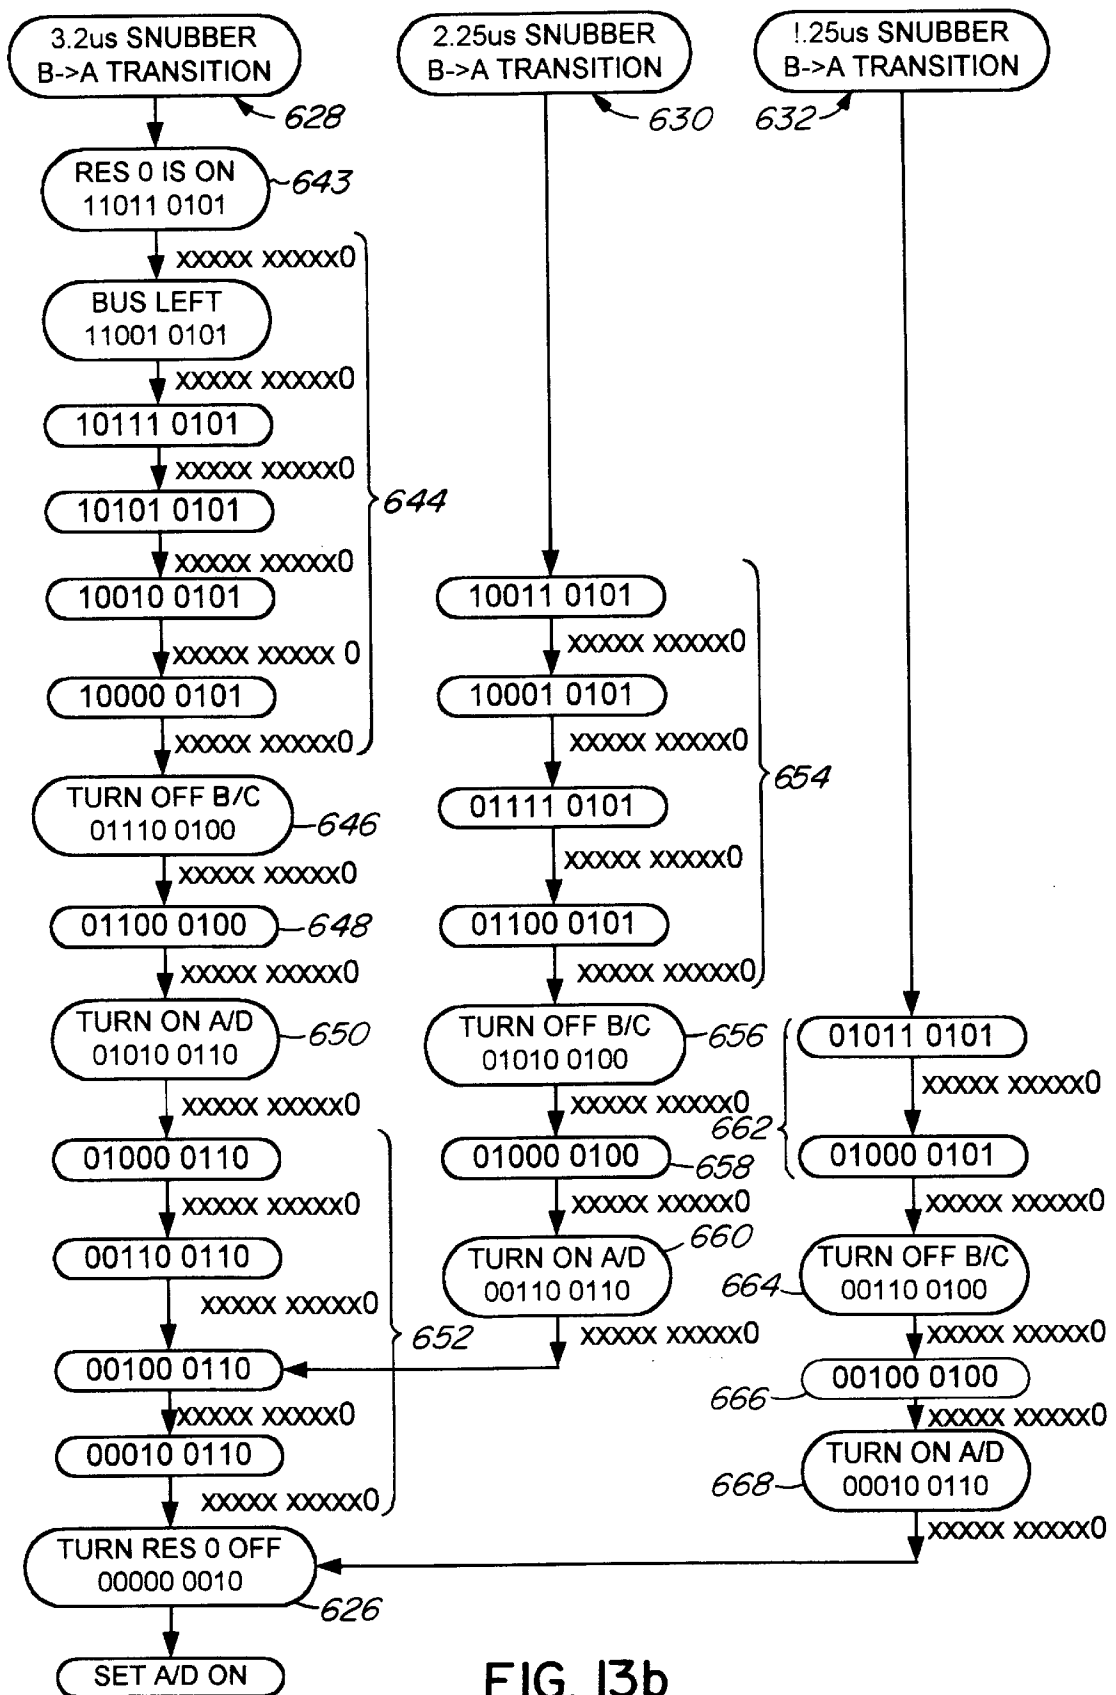 3.2us SNUBBER
B->A TRANSITION
628
RES 0 IS ON
11011 0101
643
xxxxx xxxxx0
BUS LEFT
11001 0101
xxxxx xxxxx0
10111 0101
xxxxx xxxxx0
10101 0101
xxxxx xxxxx0
10010 0101
xxxxx xxxxx 0
10000 0101
xxxxx xxxxx0
644
TURN OFF B/C
01110 0100
646
xxxxx xxxxx0
01100 0100
648
xxxxx xxxxx0
TURN ON A/D
01010 0110
650
xxxxx xxxxx0
01000 0110
xxxxx xxxxx0
00110 0110
xxxxx xxxxx0
00100 0110
xxxxx xxxxx0
00010 0110
xxxxx xxxxx0
652
TURN RES 0 OFF
00000 0010
626
SET A/D ON
2.25us SNUBBER
B->A TRANSITION
630
10011 0101
xxxxx xxxxx0
10001 0101
xxxxx xxxxx0
01111 0101
xxxxx xxxxx0
01100 0101
xxxxx xxxxx0
654
TURN OFF B/C
01010 0100
656
xxxxx xxxxx0
01000 0100
658
xxxxx xxxxx0
TURN ON A/D
00110 0110
660
xxxxx xxxxx0
!.25us SNUBBER
B->A TRANSITION
632
01011 0101
xxxxx xxxxx0
01000 0101
662
xxxxx xxxxx0
TURN OFF B/C
00110 0100
664
xxxxx xxxxx0
00100 0100
666
xxxxx xxxxx0
TURN ON A/D
00010 0110
668
xxxxx xxxxx0
FIG. 13b